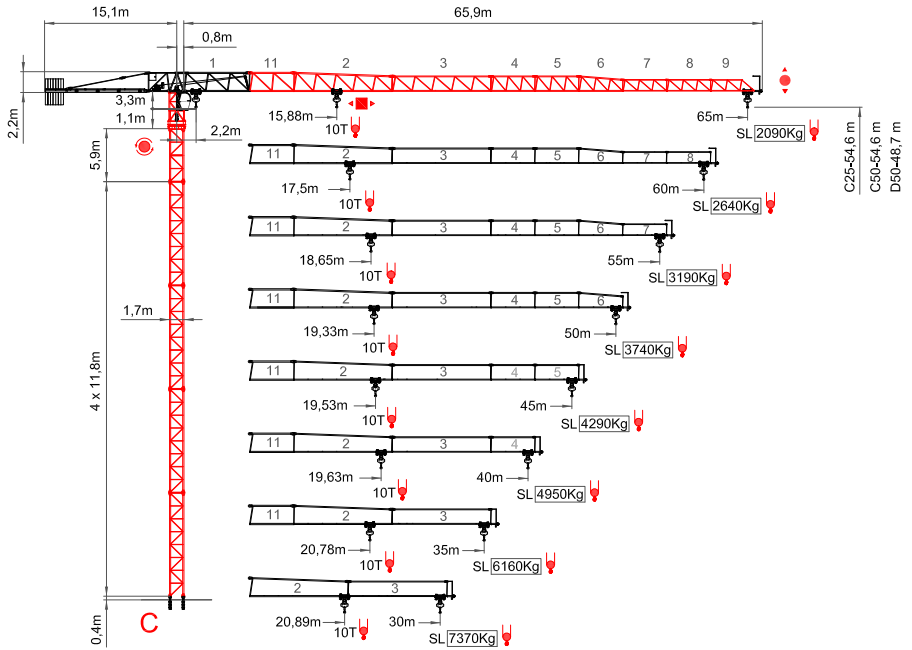 15,1m
65,9m
0,8m
1 11 2 3 4 5 6 7 8 9
2,2m
3,3m
1,1m
2,2m
15,88m
10T
65m
SL 2090Kg
C25-54,6 m
C50-54,6 m
D50-48,7 m
5,9m
11 2 3 4 5 6 7 8
17,5m
10T
60m
SL 2640Kg
11 2 3 4 5 6 7
18,65m
10T
55m
SL 3190Kg
1,7m
11 2 3 4 5 6
19,33m
10T
50m
SL 3740Kg
4 x 11,8m
11 2 3 4 5
19,53m
10T
45m
SL 4290Kg
11 2 3 4
19,63m
10T
40m
SL 4950Kg
11 2 3
20,78m
10T
35m
SL 6160Kg
2 3
20,89m
10T
30m
SL 7370Kg
0,4m
C